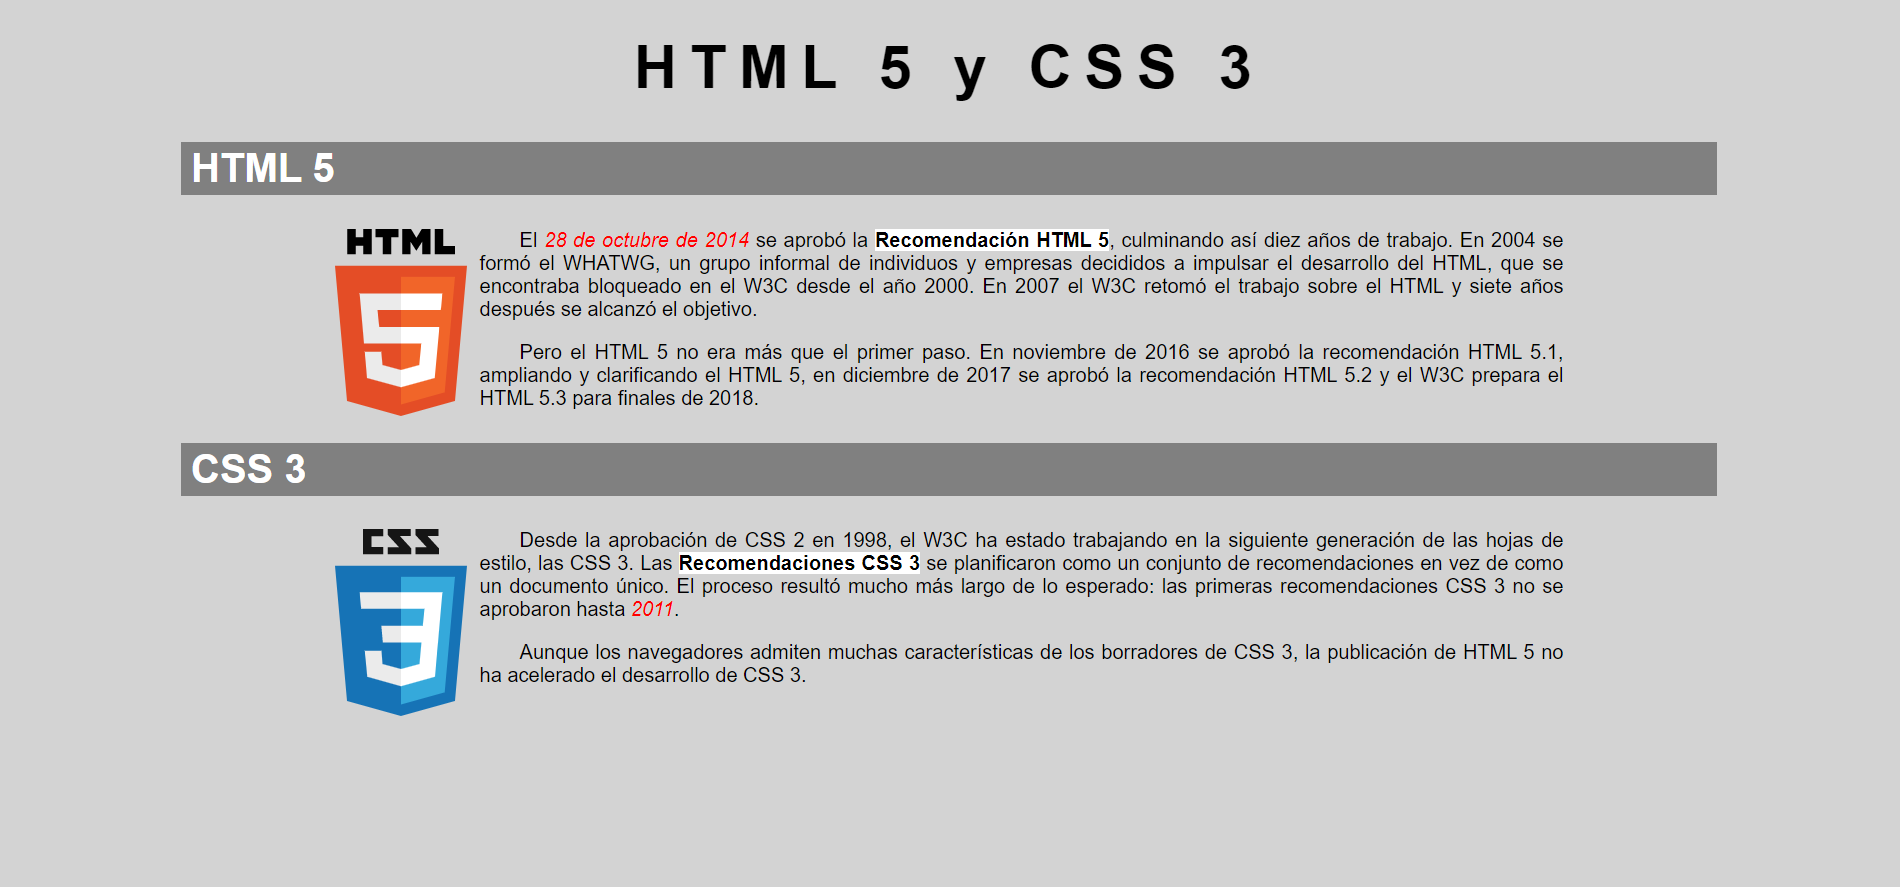 HTML 5 y CSS 3
HTML 5
HTML
5
El 28 de octubre de 2014 se aprobó la Recomendación HTML 5, culminando así diez años de trabajo. En 2004 se
formó el WHATWG, un grupo informal de individuos y empresas decididos a impulsar el desarrollo del HTML, que se
encontraba bloqueado en el W3C desde el año 2000. En 2007 el W3C retomó el trabajo sobre el HTML y siete años
después se alcanzó el objetivo.
Pero el HTML 5 no era más que el primer paso. En noviembre de 2016 se aprobó la recomendación HTML 5.1,
ampliando y clarificando el HTML 5, en diciembre de 2017 se aprobó la recomendación HTML 5.2 y el W3C prepara el
HTML 5.3 para finales de 2018.
CSS 3
CSS
3
Desde la aprobación de CSS 2 en 1998, el W3C ha estado trabajando en la siguiente generación de las hojas de
estilo, las CSS 3. Las Recomendaciones CSS 3 se planificaron como un conjunto de recomendaciones en vez de como
un documento único. El proceso resultó mucho más largo de lo esperado: las primeras recomendaciones CSS 3 no se
aprobaron hasta 2011.
Aunque los navegadores admiten muchas características de los borradores de CSS 3, la publicación de HTML 5 no
ha acelerado el desarrollo de CSS 3.